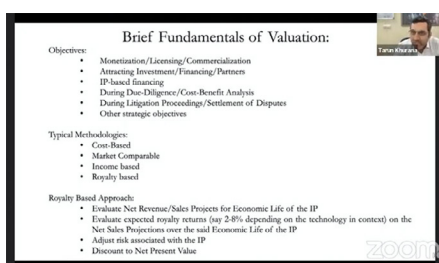 Brief Fundamentals of Valuation:
Tarun Khurana
Objectives:
• Monetization/Licensing/Commercialization
• Attracting Investment/Financing/Partners
• IP-based financing
• During Due-Diligence/Cost-Benefit Analysis
• During Litigation Proceedings/Settlement of Disputes
• Other strategic objectives
Typical Methodologies:
• Cost-Based
• Market Comparable
• Income based
• Royalty based
Royalty Based Approach:
• Evaluate Net Revenue/Sales Projects for Economic Life of the IP
• Evaluate expected royalty returns (say 2-8% depending on the technology in context) on the
Net Sales Projections over the said Economic Life of the IP
• Adjust risk associated with the IP
• Discount to Net Present Value
zoom